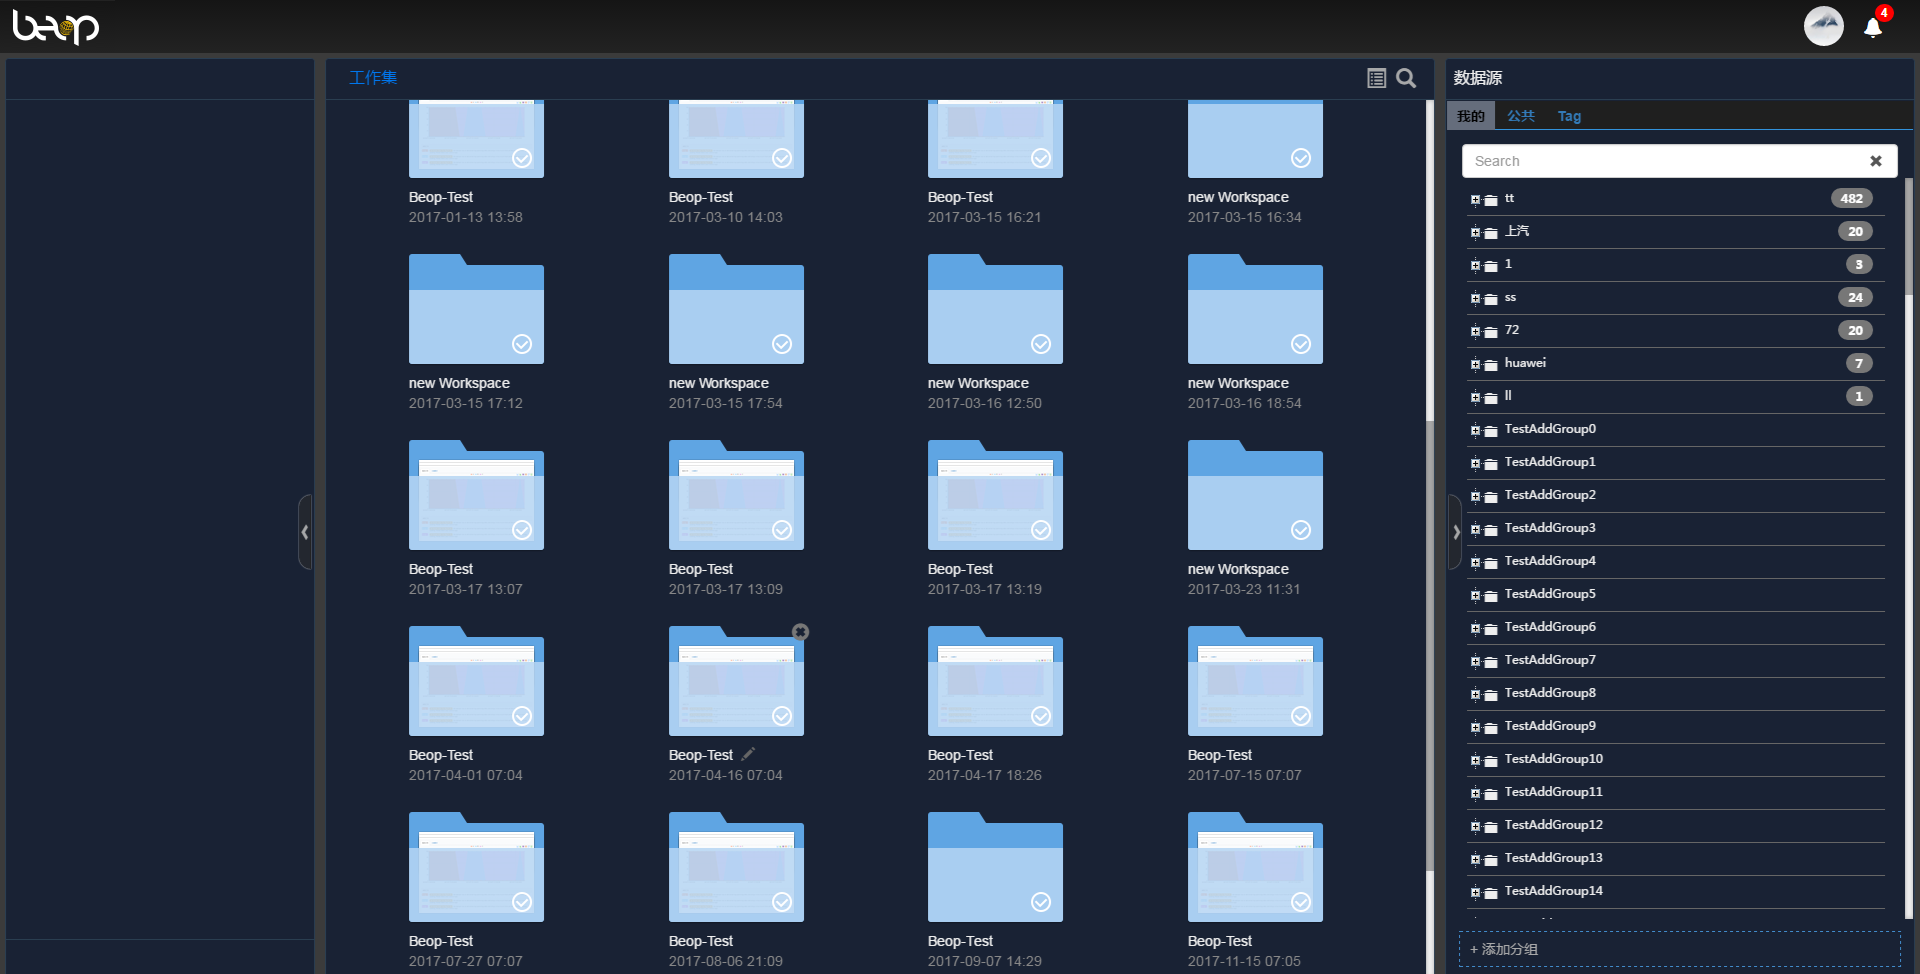 beop
4
工作集
Beop-Test
2017-01-13 13:58
Beop-Test
2017-03-10 14:03
Beop-Test
2017-03-15 16:21
new Workspace
2017-03-15 16:34
new Workspace
2017-03-15 17:12
new Workspace
2017-03-15 17:54
new Workspace
2017-03-16 12:50
new Workspace
2017-03-16 18:54
Beop-Test
2017-03-17 13:07
Beop-Test
2017-03-17 13:09
Beop-Test
2017-03-17 13:19
new Workspace
2017-03-23 11:31
Beop-Test
2017-04-01 07:04
Beop-Test
2017-04-16 07:04
Beop-Test
2017-04-17 18:26
Beop-Test
2017-07-15 07:07
Beop-Test
2017-07-27 07:07
Beop-Test
2017-08-06 21:09
Beop-Test
2017-09-07 14:29
Beop-Test
2017-11-15 07:05
数据源
我的 公共 Tag
Search
tt 482
上汽 20
1 3
ss 24
72 20
huawei 7
ll 1
TestAddGroup0
TestAddGroup1
TestAddGroup2
TestAddGroup3
TestAddGroup4
TestAddGroup5
TestAddGroup6
TestAddGroup7
TestAddGroup8
TestAddGroup9
TestAddGroup10
TestAddGroup11
TestAddGroup12
TestAddGroup13
TestAddGroup14
+ 添加分组